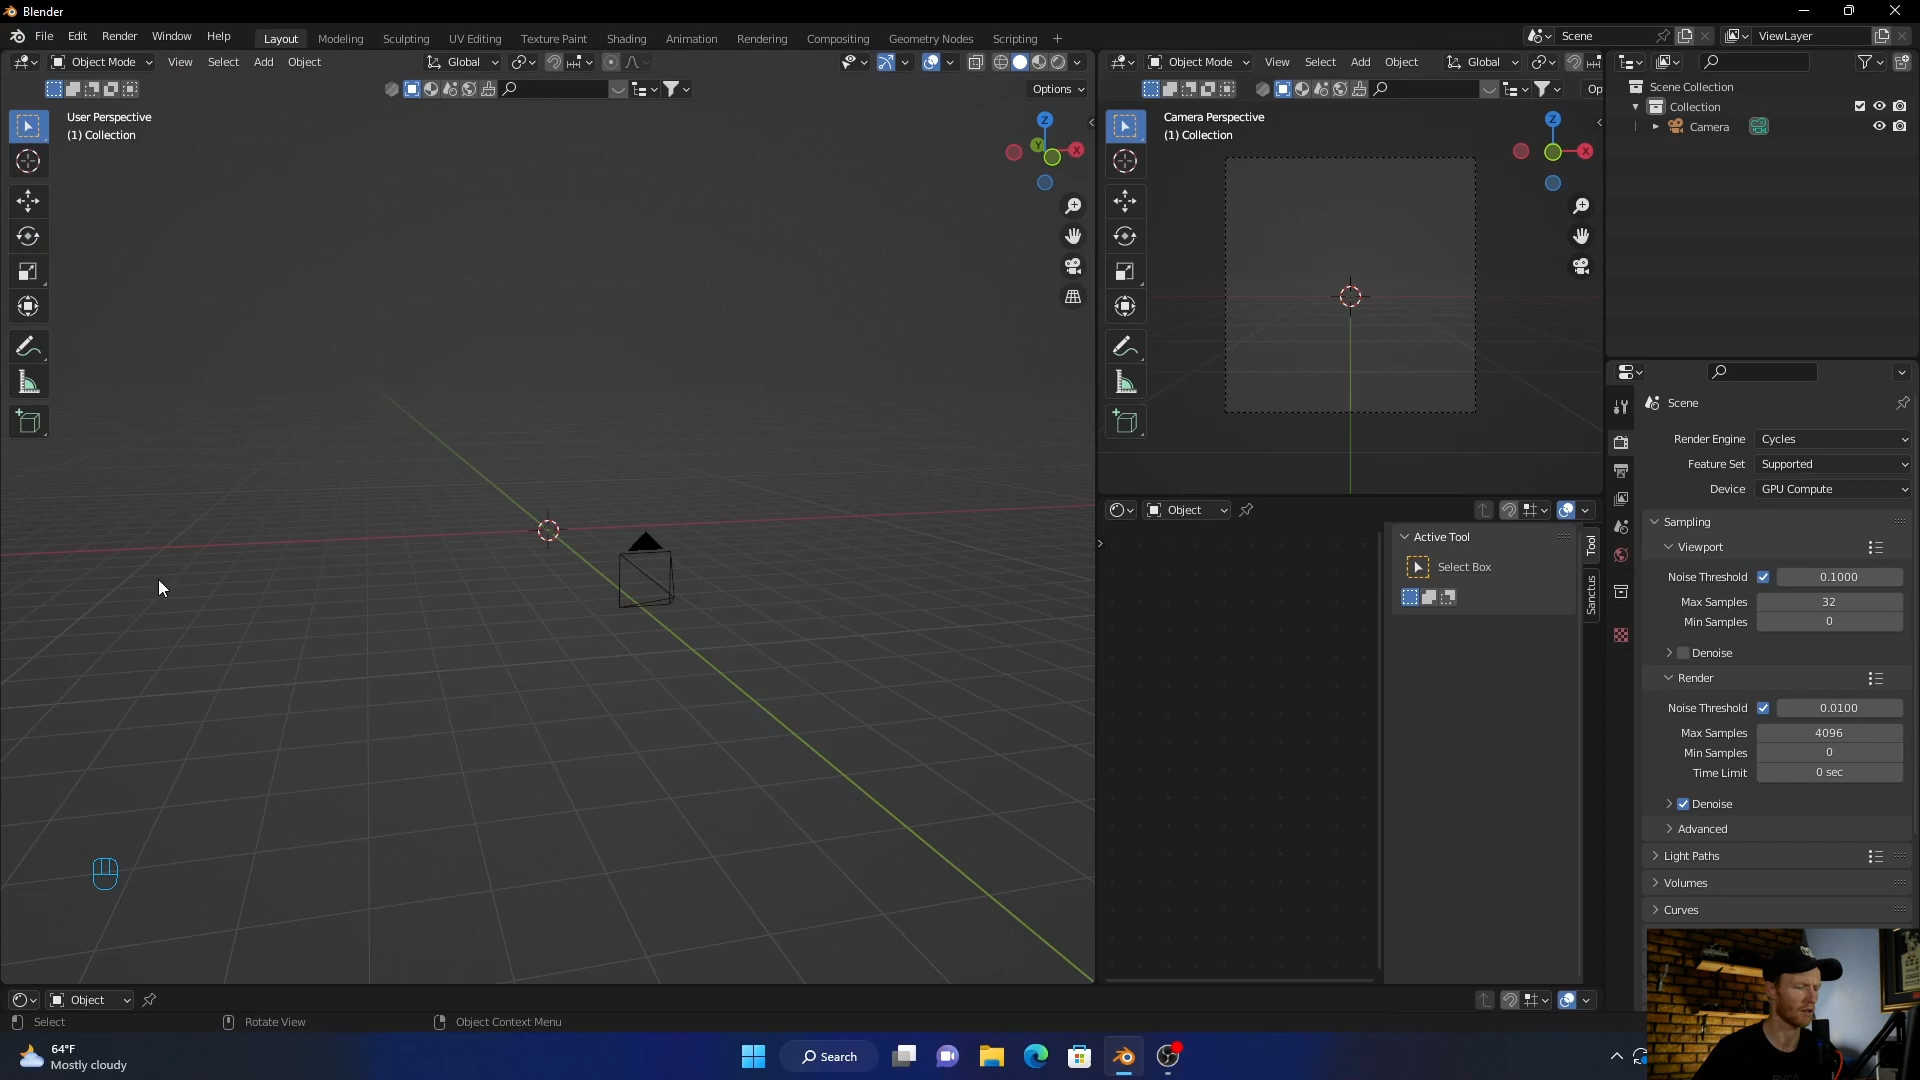 Blender
File Edit Render Window Help
Layout Modeling Sculpting UV Editing Texture Paint Shading Animation Rendering Compositing Geometry Nodes Scripting +
Scene
ViewLayer
Object Mode View Select Add Object Global
Options
User Perspective
(1) Collection
Z
Y
X
Object Mode View Select Add Object Global
Op
Camera Perspective
(1) Collection
Z
X
Scene Collection
Collection
Camera
Scene
Render Engine Cycles
Feature Set Supported
Device GPU Compute
Sampling
Viewport
Noise Threshold 0.1000
Max Samples 32
Min Samples 0
Denoise
Render
Noise Threshold 0.0100
Max Samples 4096
Min Samples 0
Time Limit 0 sec
Denoise
Advanced
Light Paths
Volumes
Curves
Object
Active Tool
Select Box
Tool
Sanctus
Object
Select
Rotate View
Object Context Menu
64°F
Mostly cloudy
Search